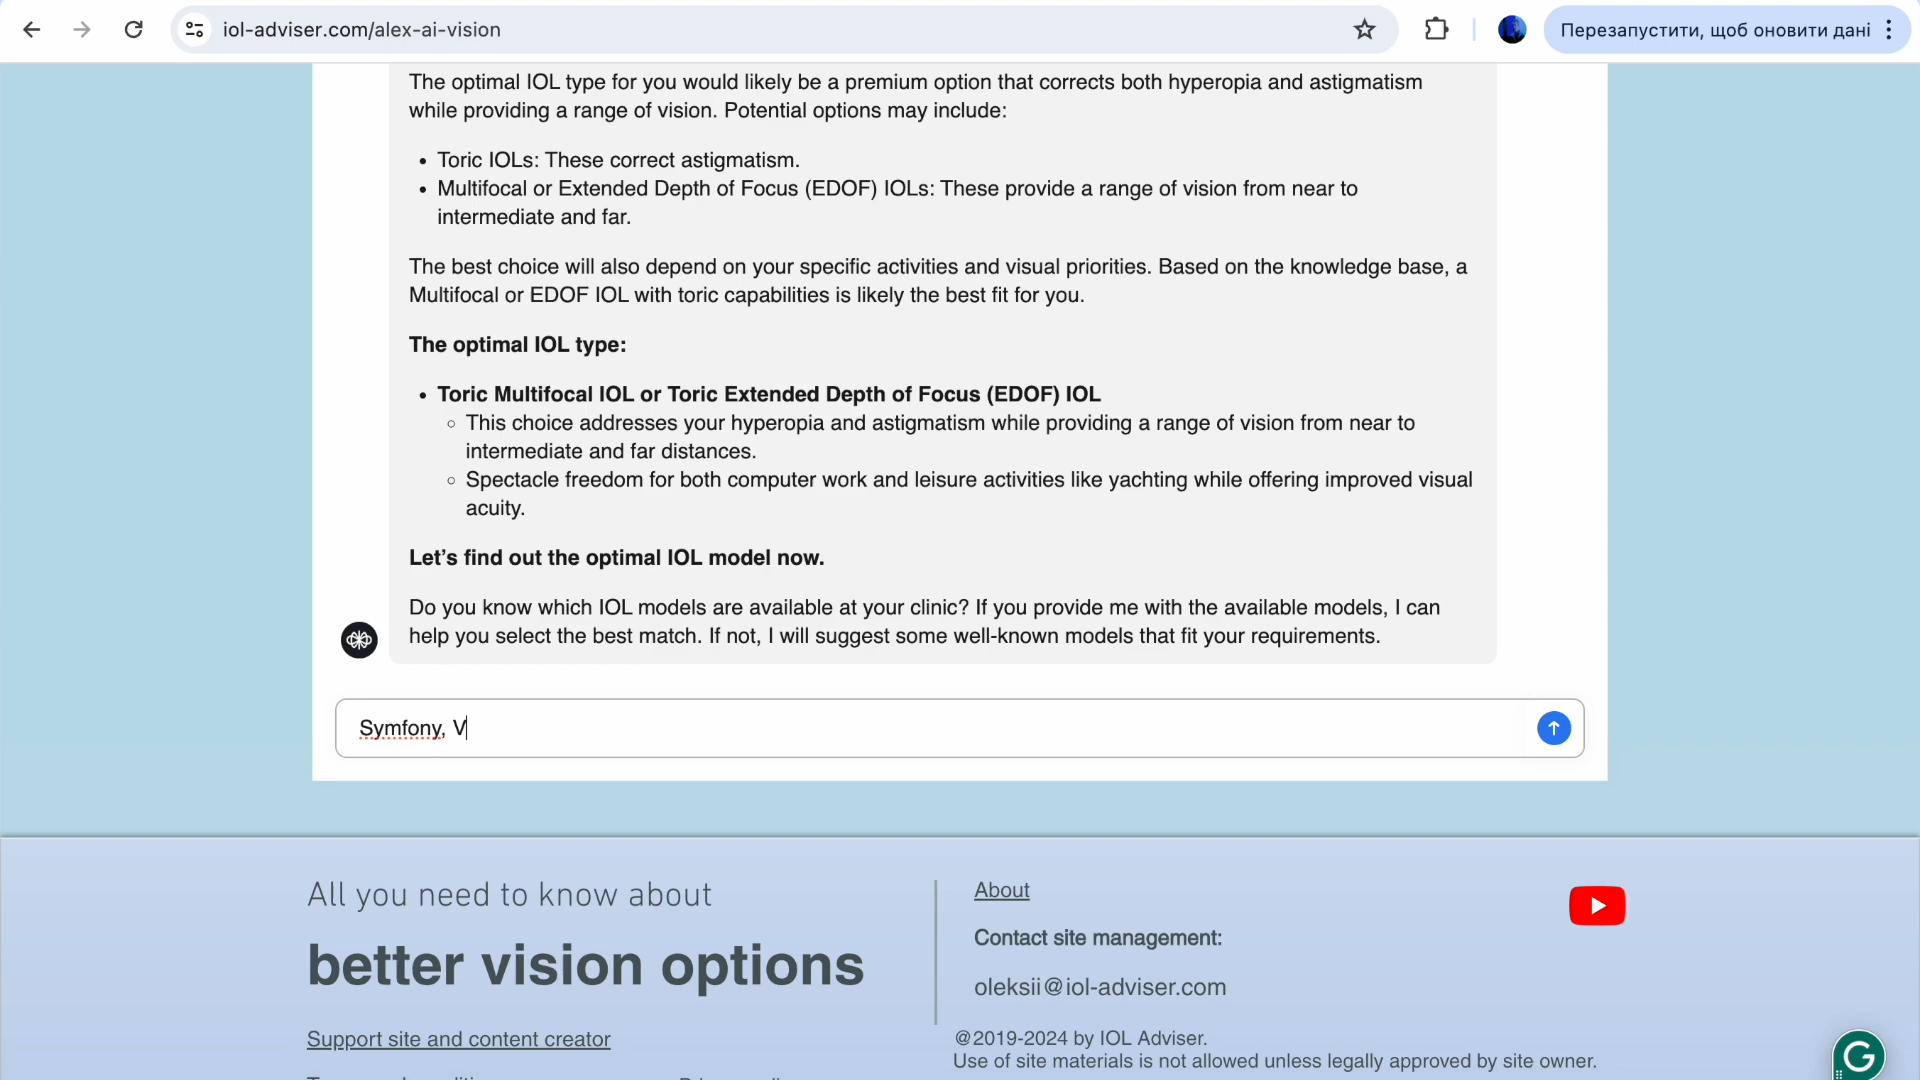 iol-adviser.com/alex-ai-vision
Перезапустити, щоб оновити дані
The optimal IOL type for you would likely be a premium option that corrects both hyperopia and astigmatism
while providing a range of vision. Potential options may include:
Toric IOLs: These correct astigmatism.
Multifocal or Extended Depth of Focus (EDOF) IOLs: These provide a range of vision from near to
intermediate and far.
The best choice will also depend on your specific activities and visual priorities. Based on the knowledge base, a
Multifocal or EDOF IOL with toric capabilities is likely the best fit for you.
The optimal IOL type:
Toric Multifocal IOL or Toric Extended Depth of Focus (EDOF) IOL
This choice addresses your hyperopia and astigmatism while providing a range of vision from near to
intermediate and far distances.
Spectacle freedom for both computer work and leisure activities like yachting while offering improved visual
acuity.
Let's find out the optimal IOL model now.
Do you know which IOL models are available at your clinic? If you provide me with the available models, I can
help you select the best match. If not, I will suggest some well-known models that fit your requirements.
Symfony, V
All you need to know about
better vision options
Support site and content creator
About
Contact site management:
oleksii@iol-adviser.com
@2019-2024 by IOL Adviser.
Use of site materials is not allowed unless legally approved by site owner.